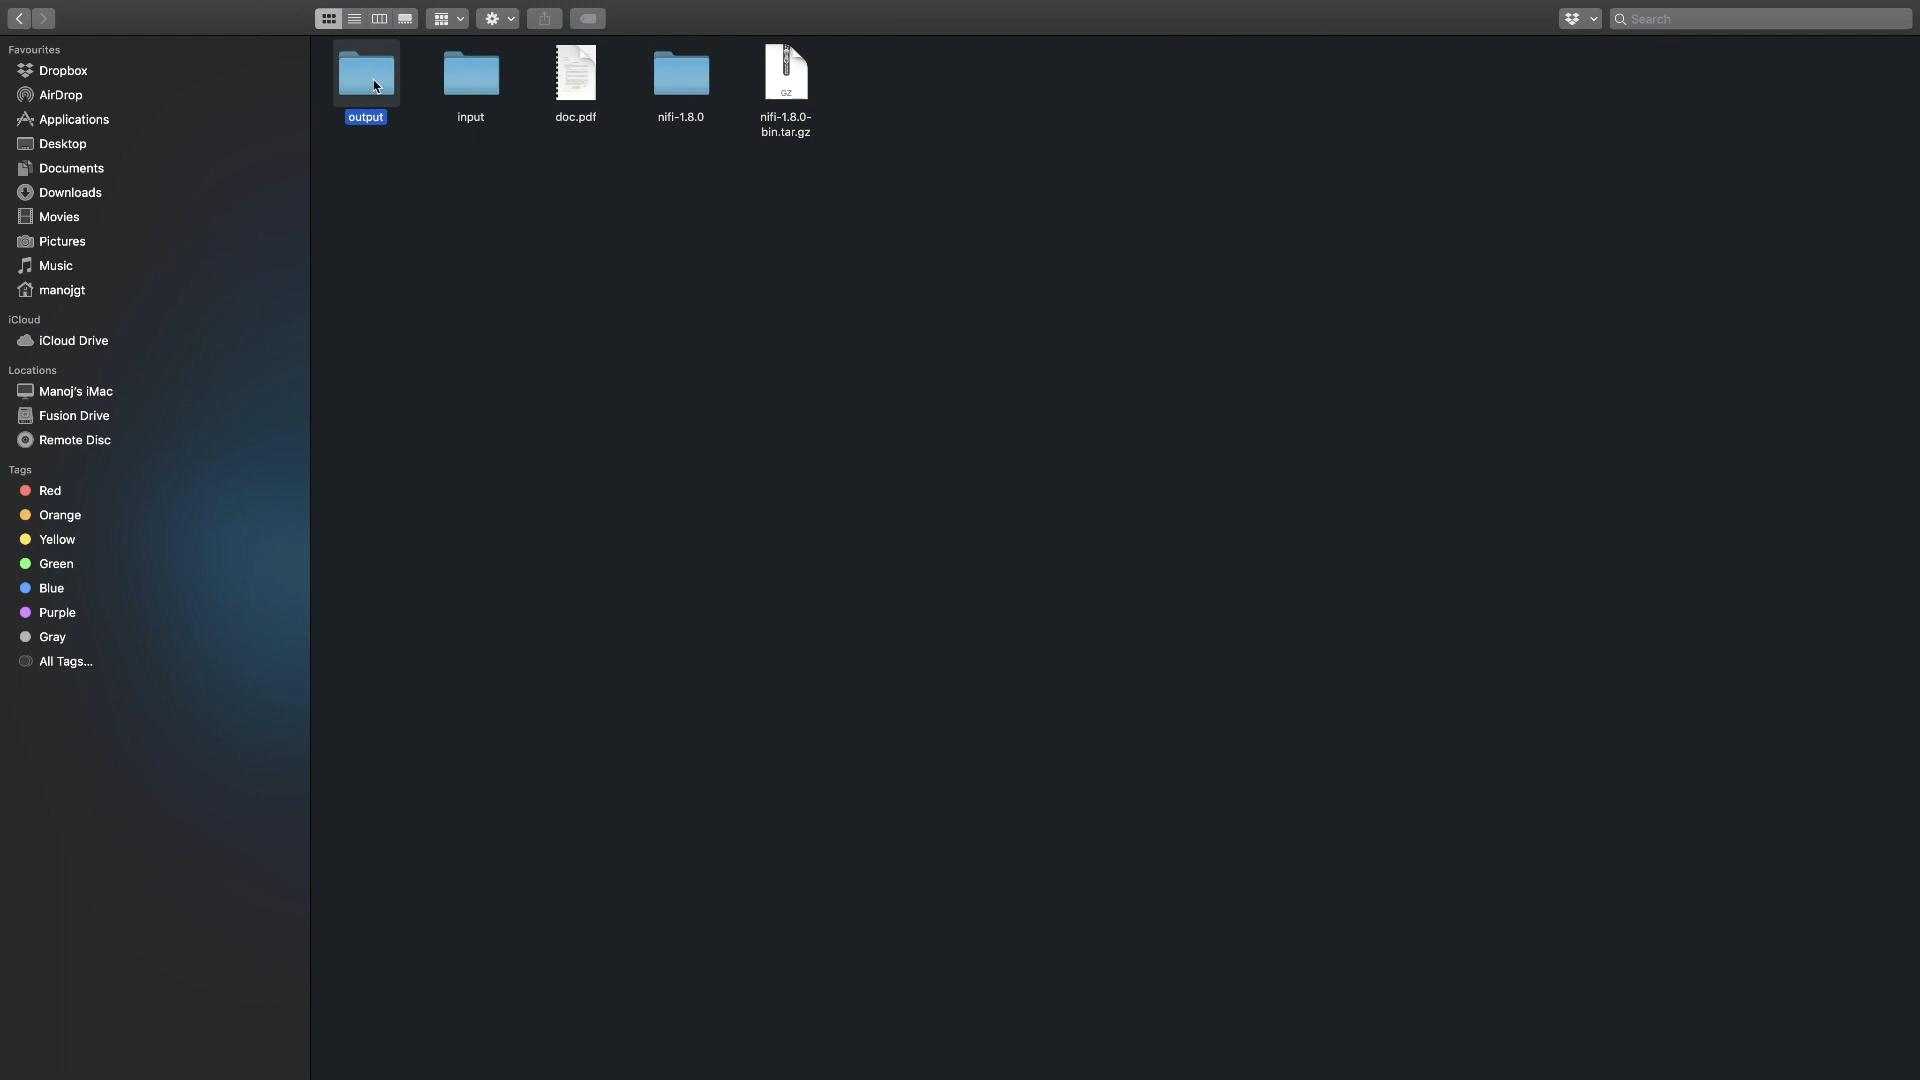 Search
Favourites
Dropbox
AirDrop
Applications
Desktop
Documents
Downloads
Movies
Pictures
Music
manojgt
iCloud
iCloud Drive
Locations
Manoj's iMac
Fusion Drive
Remote Disc
Tags
Red
Orange
Yellow
Green
Blue
Purple
Gray
All Tags...
output
input
doc.pdf
nifi-1.8.0
GZ
nifi-1.8.0-
bin.tar.gz